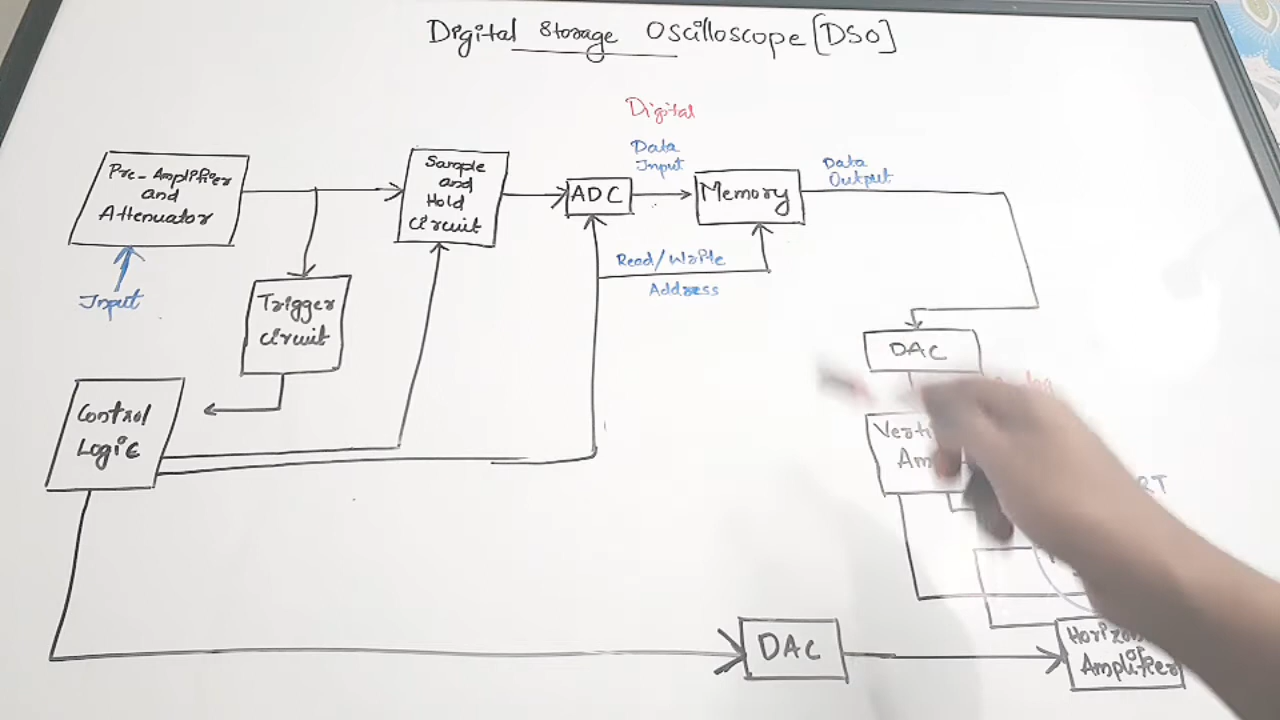 Digital Storage Oscilloscope [DSO]
Digital
Data
Input
Data
Output
Pre-Amplifier
and
Attenuator
Sample
and
Hold
Circuit
ADC
Memory
Read/Write
Address
Input
Trigger
Circuit
DAC
Control
Logic
DAC
Amplifier